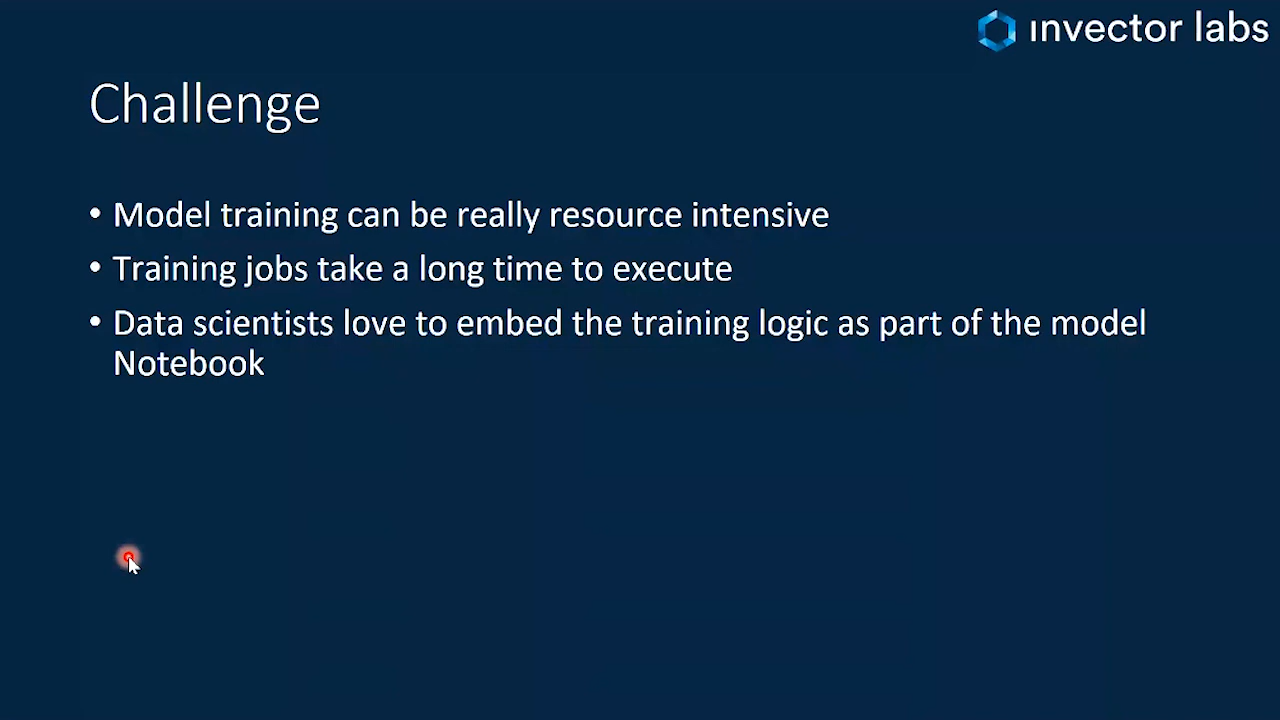 invector labs
Challenge
• Model training can be really resource intensive
• Training jobs take a long time to execute
• Data scientists love to embed the training logic as part of the model
Notebook